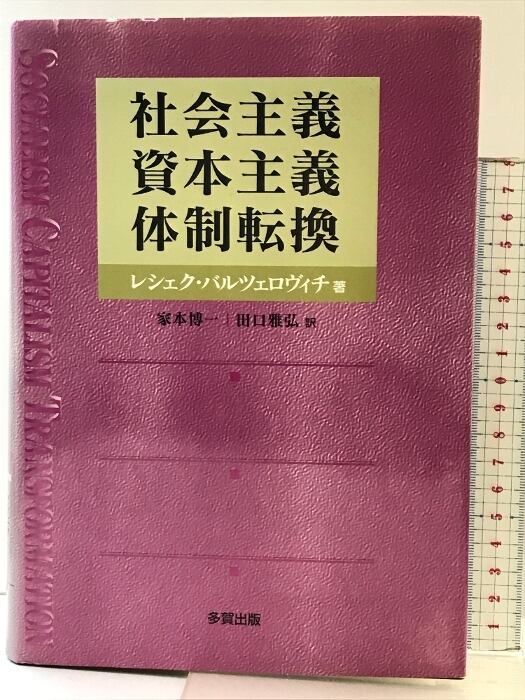 社会主義
資本主義
体制転換
レシェク・バルツェロヴィチ 著
家本博一|田口雅弘 訳
SOCIALISM CAPITALISM TRANSFORMATION
多賀出版